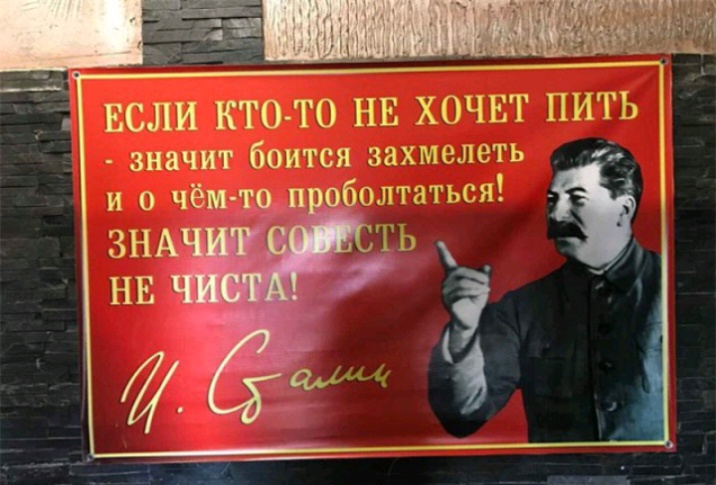 ЕСЛИ КТО-ТО НЕ ХОЧЕТ ПИТЬ
- значит боится захмелеть
и о чём-то проболтаться!
ЗНАЧИТ СОВЕСТЬ
НЕ ЧИСТА!
И. Сталин